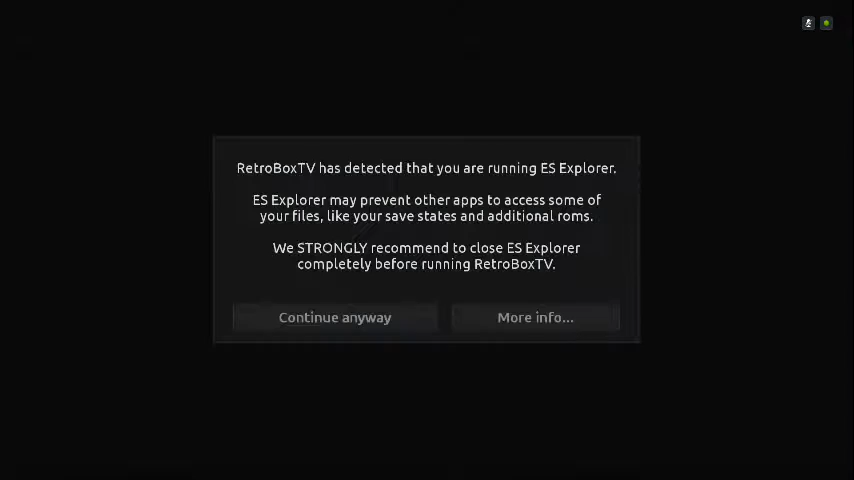 RetroBoxTV has detected that you are running ES Explorer.
ES Explorer may prevent other apps to access some of
your files, like your save states and additional roms.
We STRONGLY recommend to close ES Explorer
completely before running RetroBoxTV.
Continue anyway
More info...